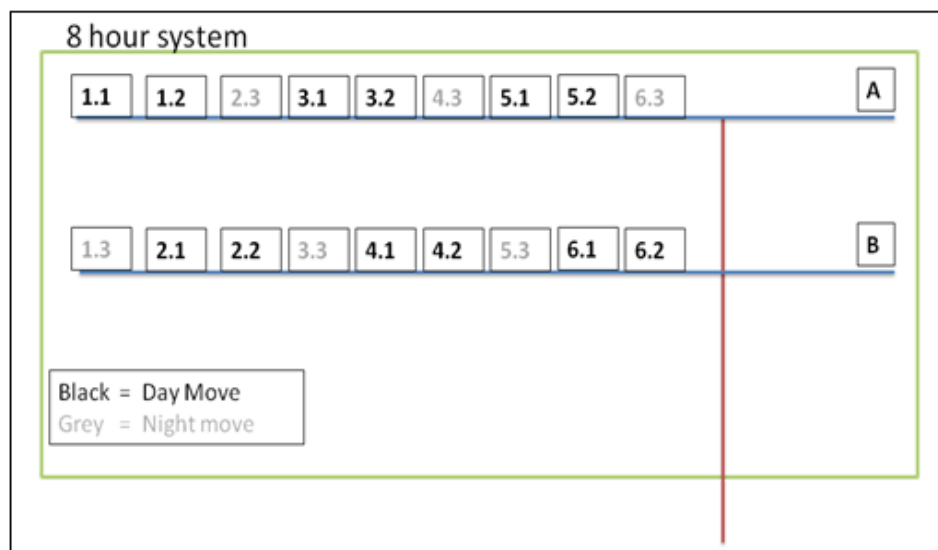 8 hour system
1.1 1.2 2.3 3.1 3.2 4.3 5.1 5.2 6.3 A
1.3 2.1 2.2 3.3 4.1 4.2 5.3 6.1 6.2 B
Black = Day Move
Grey = Night move